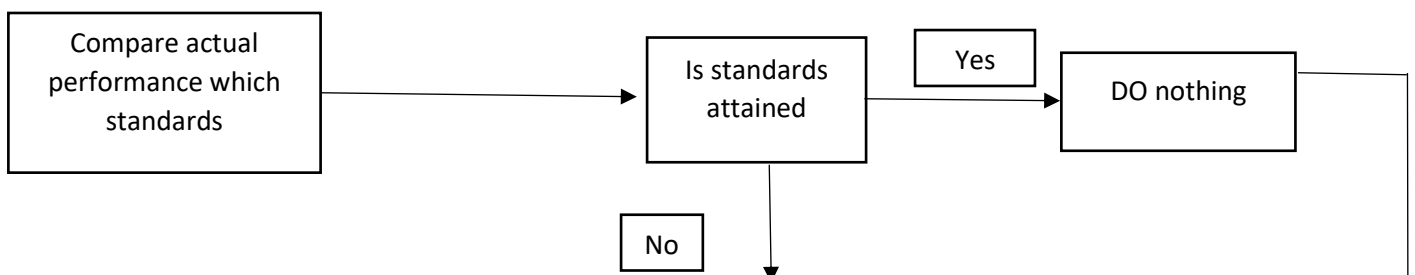 Compare actual
performance which
standards
Is standards
attained
Yes
DO nothing
No